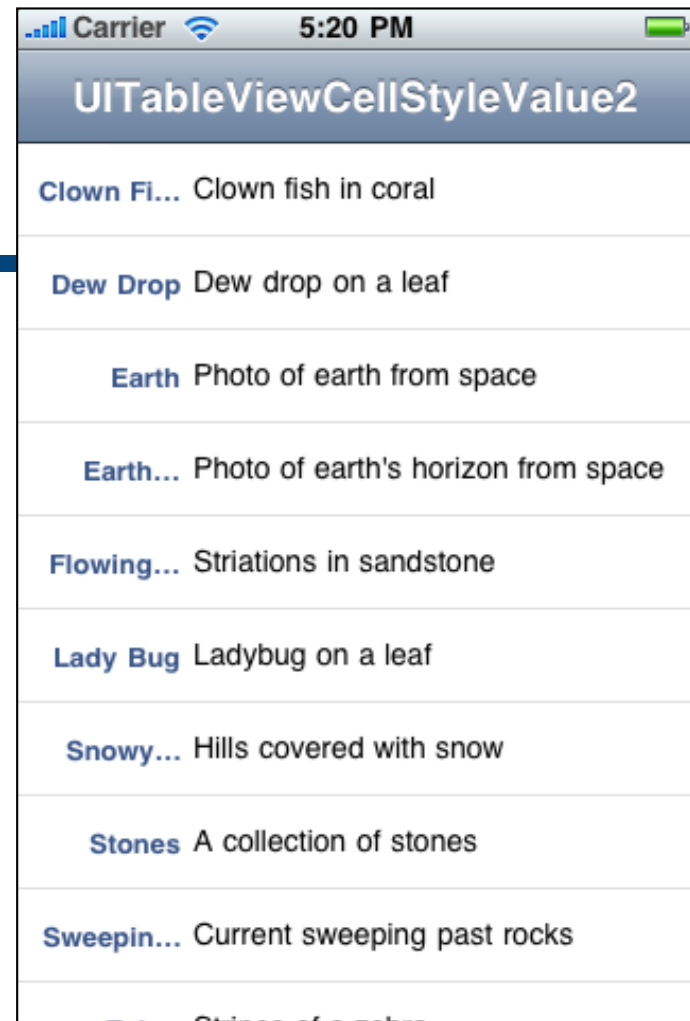 Carrier 5:20 PM
UITableViewCellStyleValue2
Clown Fi... Clown fish in coral
Dew Drop Dew drop on a leaf
Earth Photo of earth from space
Earth... Photo of earth's horizon from space
Flowing... Striations in sandstone
Lady Bug Ladybug on a leaf
Snowy... Hills covered with snow
Stones A collection of stones
Sweepin... Current sweeping past rocks